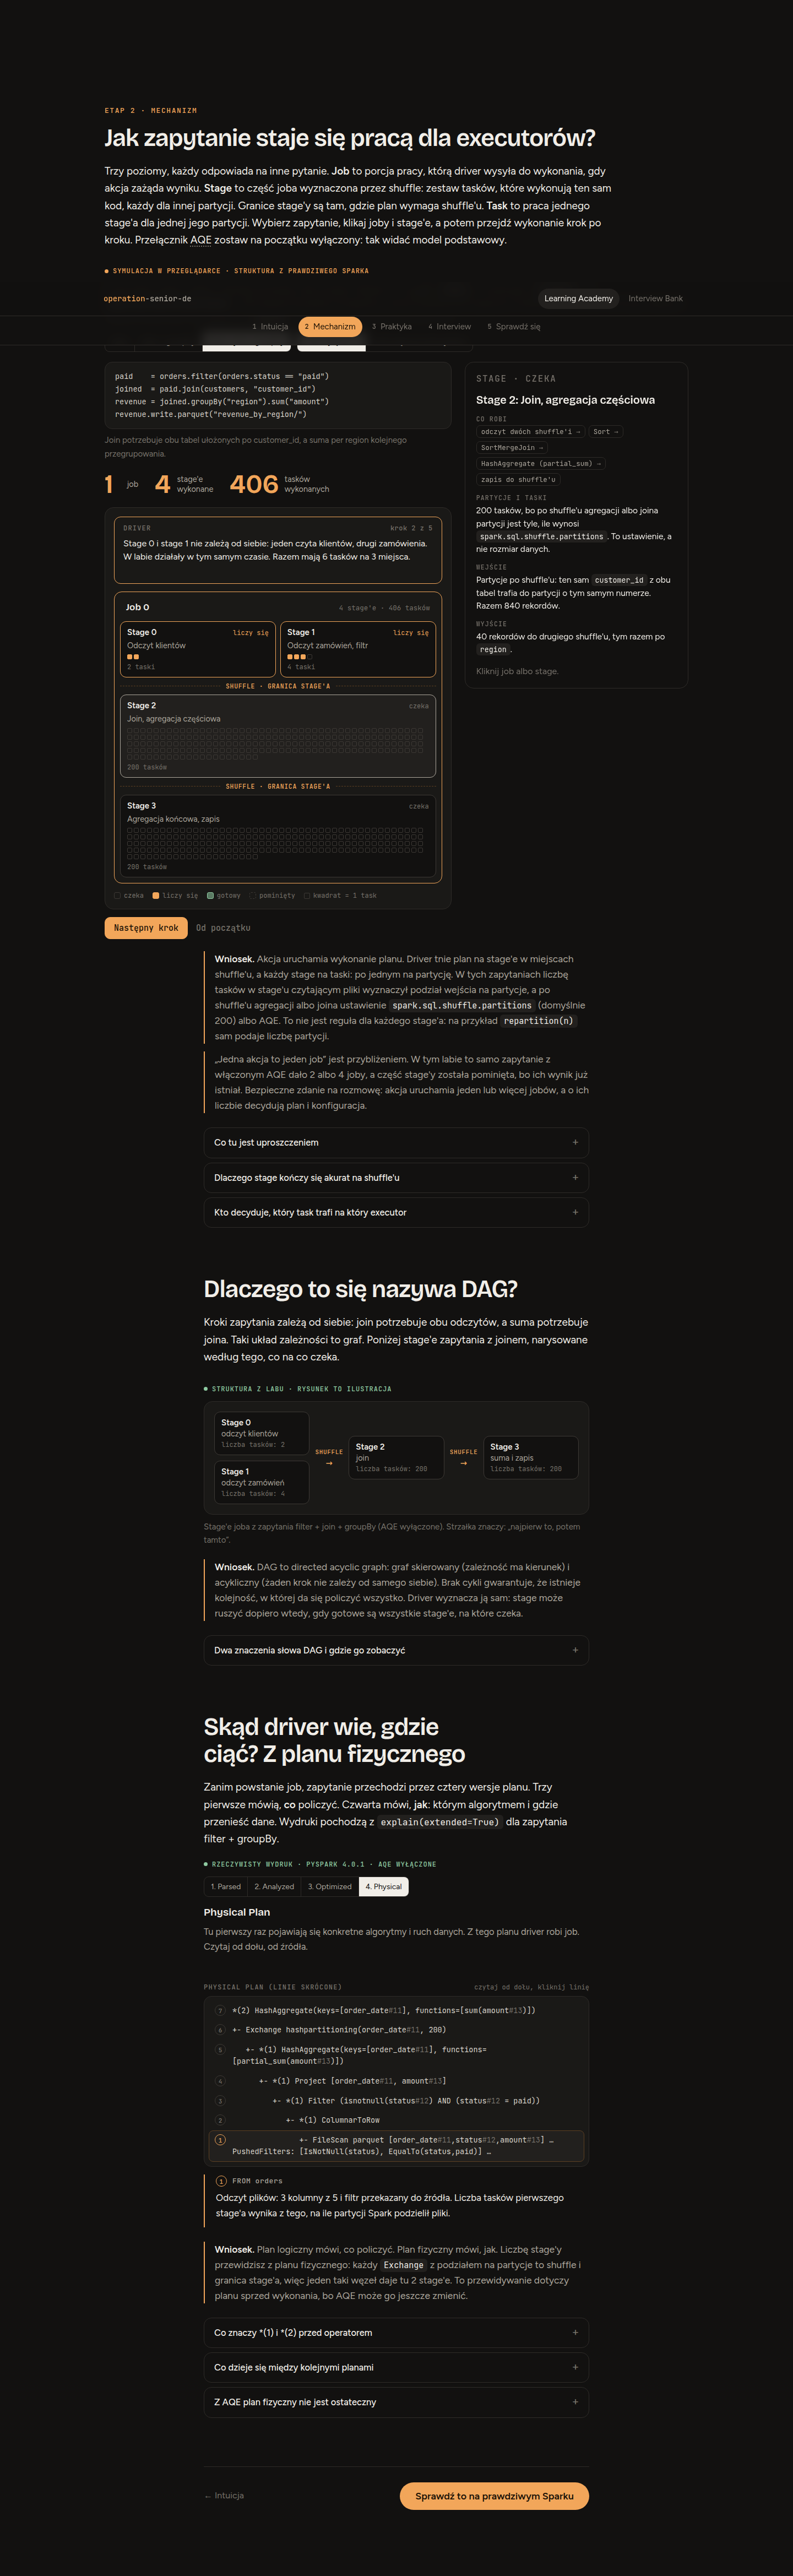 ETAP 2 · MECHANIZM
Jak zapytanie staje się pracą dla executorów?
Trzy poziomy, każdy odpowiada na inne pytanie. Job to porcja pracy, którą driver wysyła do wykonania, gdy
akcja zażąda wyniku. Stage to część joba wyznaczona przez shuffle: zestaw tasków, które wykonują ten sam
kod, każdy dla innej partycji. Granice stage'y są tam, gdzie plan wymaga shuffle'u. Task to praca jednego
stage'a dla jednej jego partycji. Wybierz zapytanie, klikaj joby i stage'e, a potem przejdź wykonanie krok po
kroku. Przełącznik AQE zostaw na początku wyłączony: tak widać model podstawowy.
SYMULACJA W PRZEGLĄDARCE · STRUKTURA Z PRAWDZIWEGO SPARKA
operation-senior-de
Learning Academy
Interview Bank
1 Intuicja
2 Mechanizm
3 Praktyka
4 Interview
5 Sprawdź się
paid = orders.filter(orders.status == "paid")
joined = paid.join(customers, "customer_id")
revenue = joined.groupBy("region").sum("amount")
revenue.write.parquet("revenue_by_region/")
Join potrzebuje obu tabel ułożonych po customer_id, a suma per region kolejnego
przegrupowania.
1 job
4 stage'e wykonane
406 tasków wykonanych
DRIVER
krok 2 z 5
Stage 0 i stage 1 nie zależą od siebie: jeden czyta klientów, drugi zamówienia.
W labie działały w tym samym czasie. Razem mają 6 tasków na 3 miejsca.
Job 0
4 stage'e · 406 tasków
Stage 0
liczy się
Odczyt klientów
2 taski
Stage 1
liczy się
Odczyt zamówień, filtr
4 taski
SHUFFLE · GRANICA STAGE'A
Stage 2
czeka
Join, agregacja częściowa
200 tasków
SHUFFLE · GRANICA STAGE'A
Stage 3
czeka
Agregacja końcowa, zapis
200 tasków
czeka
liczy się
gotowy
pominięty
kwadrat = 1 task
Następny krok
Od początku
STAGE · CZEKA
Stage 2: Join, agregacja częściowa
CO ROBI
odczyt dwóch shuffle'i →
Sort →
SortMergeJoin →
HashAggregate (partial_sum) →
zapis do shuffle'u
PARTYCJE I TASKI
200 tasków, bo po shuffle'u agregacji albo joina
partycji jest tyle, ile wynosi
spark.sql.shuffle.partitions. To ustawienie, a
nie rozmiar danych.
WEJŚCIE
Partycje po shuffle'u: ten sam customer_id z obu
tabel trafia do partycji o tym samym numerze.
Razem 840 rekordów.
WYJŚCIE
40 rekordów do drugiego shuffle'u, tym razem po
region.
Kliknij job albo stage.
Wniosek. Akcja uruchamia wykonanie planu. Driver tnie plan na stage'e w miejscach
shuffle'u, a każdy stage na taski: po jednym na partycję. W tych zapytaniach liczbę
tasków w stage'u czytającym pliki wyznaczył podział wejścia na partycje, a po
shuffle'u agregacji albo joina ustawienie spark.sql.shuffle.partitions (domyślnie
200) albo AQE. To nie jest reguła dla każdego stage'a: na przykład repartition(n)
sam podaje liczbę partycji.
„Jedna akcja to jeden job” jest przybliżeniem. W tym labie to samo zapytanie z
włączonym AQE dało 2 albo 4 joby, a część stage'y została pominięta, bo ich wynik już
istniał. Bezpieczne zdanie na rozmowę: akcja uruchamia jeden lub więcej jobów, a o ich
liczbie decydują plan i konfiguracja.
Co tu jest uproszczeniem +
Dlaczego stage kończy się akurat na shuffle'u +
Kto decyduje, który task trafi na który executor +
Dlaczego to się nazywa DAG?
Kroki zapytania zależą od siebie: join potrzebuje obu odczytów, a suma potrzebuje
joina. Taki układ zależności to graf. Poniżej stage'e zapytania z joinem, narysowane
według tego, co na co czeka.
STRUKTURA Z LABU · RYSUNEK TO ILUSTRACJA
Stage 0
odczyt klientów
liczba tasków: 2
Stage 1
odczyt zamówień
liczba tasków: 4
SHUFFLE
→
Stage 2
join
liczba tasków: 200
SHUFFLE
→
Stage 3
suma i zapis
liczba tasków: 200
Stage'e joba z zapytania filter + join + groupBy (AQE wyłączone). Strzałka znaczy: „najpierw to, potem
tamto”.
Wniosek. DAG to directed acyclic graph: graf skierowany (zależność ma kierunek) i
acykliczny (żaden krok nie zależy od samego siebie). Brak cykli gwarantuje, że istnieje
kolejność, w której da się policzyć wszystko. Driver wyznacza ją sam: stage może
ruszyć dopiero wtedy, gdy gotowe są wszystkie stage'e, na które czeka.
Dwa znaczenia słowa DAG i gdzie go zobaczyć +
Skąd driver wie, gdzie
ciąć? Z planu fizycznego
Zanim powstanie job, zapytanie przechodzi przez cztery wersje planu. Trzy
pierwsze mówią, co policzyć. Czwarta mówi, jak: którym algorytmem i gdzie
przenieść dane. Wydruki pochodzą z explain(extended=True) dla zapytania
filter + groupBy.
RZECZYWISTY WYDRUK · PYSPARK 4.0.1 · AQE WYŁĄCZONE
1. Parsed
2. Analyzed
3. Optimized
4. Physical
Physical Plan
Tu pierwszy raz pojawiają się konkretne algorytmy i ruch danych. Z tego planu driver robi job.
Czytaj od dołu, od źródła.
PHYSICAL PLAN (LINIE SKRÓCONE)
czytaj od dołu, kliknij linię
7 *(2) HashAggregate(keys=[order_date#11], functions=[sum(amount#13)])
6 +- Exchange hashpartitioning(order_date#11, 200)
5 +- *(1) HashAggregate(keys=[order_date#11], functions=
[partial_sum(amount#13)])
4 +- *(1) Project [order_date#11, amount#13]
3 +- *(1) Filter (isnotnull(status#12) AND (status#12 = paid))
2 +- *(1) ColumnarToRow
1 +- FileScan parquet [order_date#11,status#12,amount#13] …
PushedFilters: [IsNotNull(status), EqualTo(status,paid)] …
1 FROM orders
Odczyt plików: 3 kolumny z 5 i filtr przekazany do źródła. Liczba tasków pierwszego
stage'a wynika z tego, na ile partycji Spark podzielił pliki.
Wniosek. Plan logiczny mówi, co policzyć. Plan fizyczny mówi, jak. Liczbę stage'y
przewidzisz z planu fizycznego: każdy Exchange z podziałem na partycje to shuffle i
granica stage'a, więc jeden taki węzeł daje tu 2 stage'e. To przewidywanie dotyczy
planu sprzed wykonania, bo AQE może go jeszcze zmienić.
Co znaczy *(1) i *(2) przed operatorem +
Co dzieje się między kolejnymi planami +
Z AQE plan fizyczny nie jest ostateczny +
← Intuicja
Sprawdź to na prawdziwym Sparku